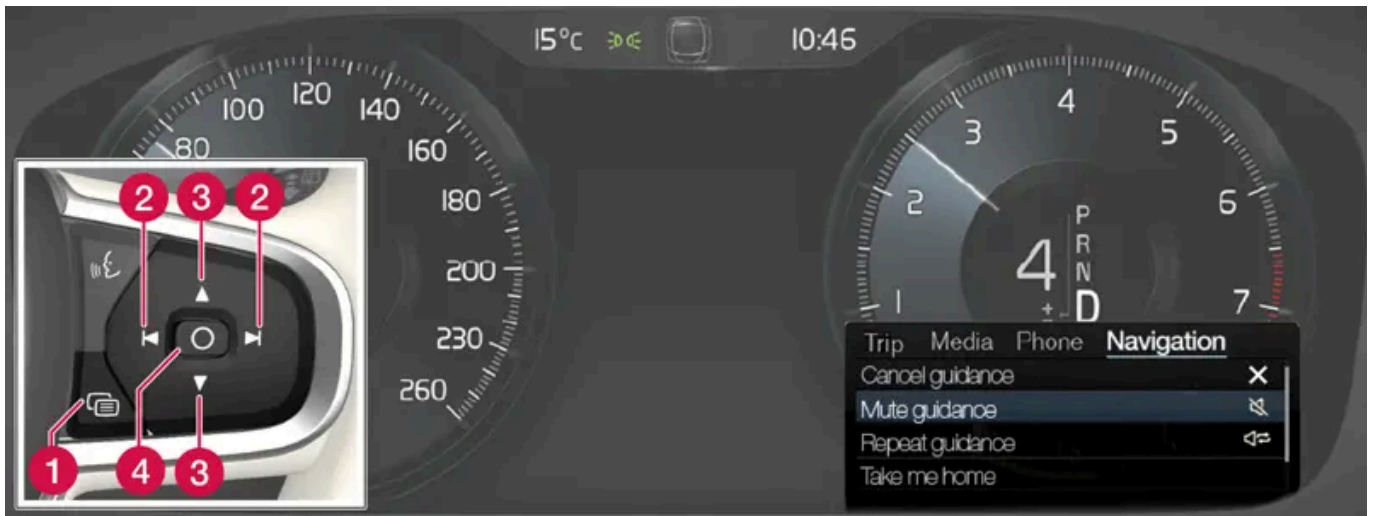 15°C 10:46
80
100
120
140
160
180
200
230
260
1
2
3
4
5
6
7
4
P
R
N
D
+
−
Trip Media Phone Navigation
Cancel guidance
Mute guidance
Repeat guidance
Take me home
2 3 2
1 4 3